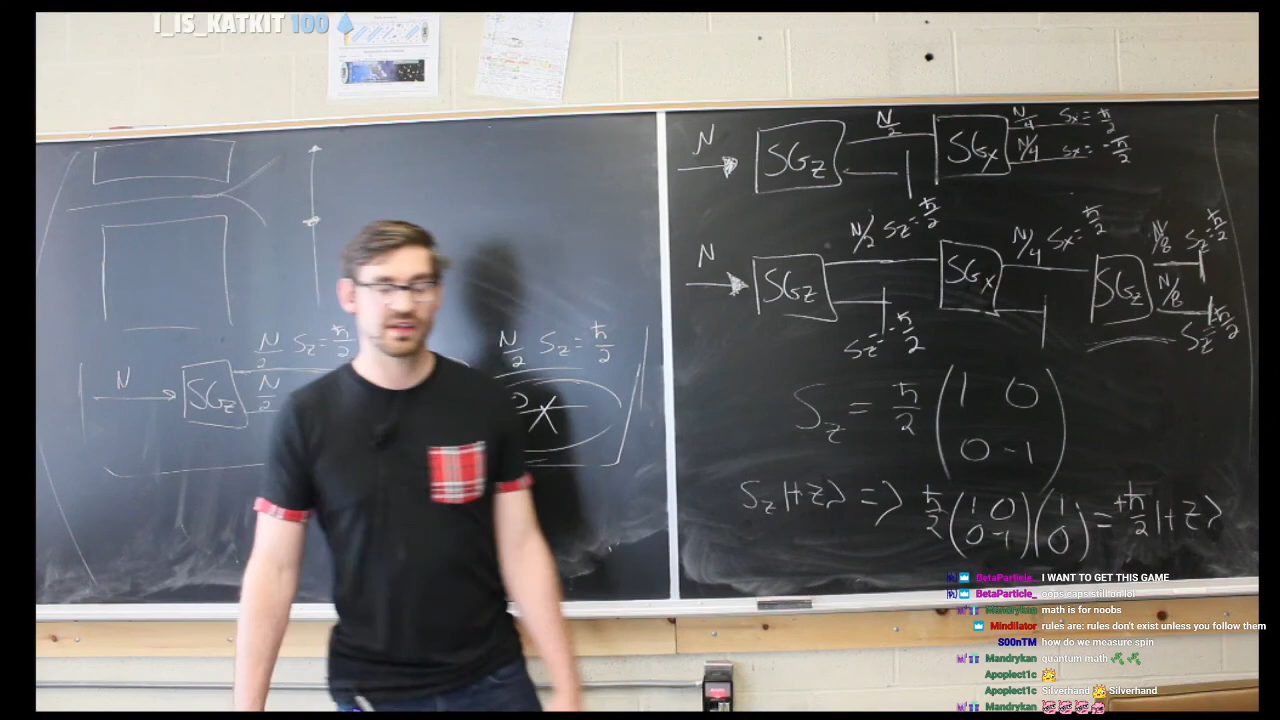 I_IS_KATKIT 100
N
SGz
N/2 Sz = ħ/2
N/2
N/2 Sz = ħ/2
N
SGz
N/2
SGx
N/4 Sx = ħ/2
N/4 Sx = -ħ/2
N
SGz
N/2 Sz = ħ/2
Sz = -ħ/2
SGx
N/4 Sx = ħ/2
SGz
N/8 Sz = ħ/2
N/8
Sz = -ħ/2
Sz = ħ/2 (1 0
0 -1)
Sz|+z⟩ => ħ/2 (1 0
0 -1) (1
0) = +ħ/2 |+z⟩
BetaParticle_ I WANT TO GET THIS GAME
BetaParticle_ oops caps still on lol
Mandrykan math is for noobs
Mindilator rules are: rules don't exist unless you follow them
S00nTM how do we measure spin
Mandrykan quantum math
Apoplect1c
Apoplect1c Silverhand Silverhand
Mandrykan